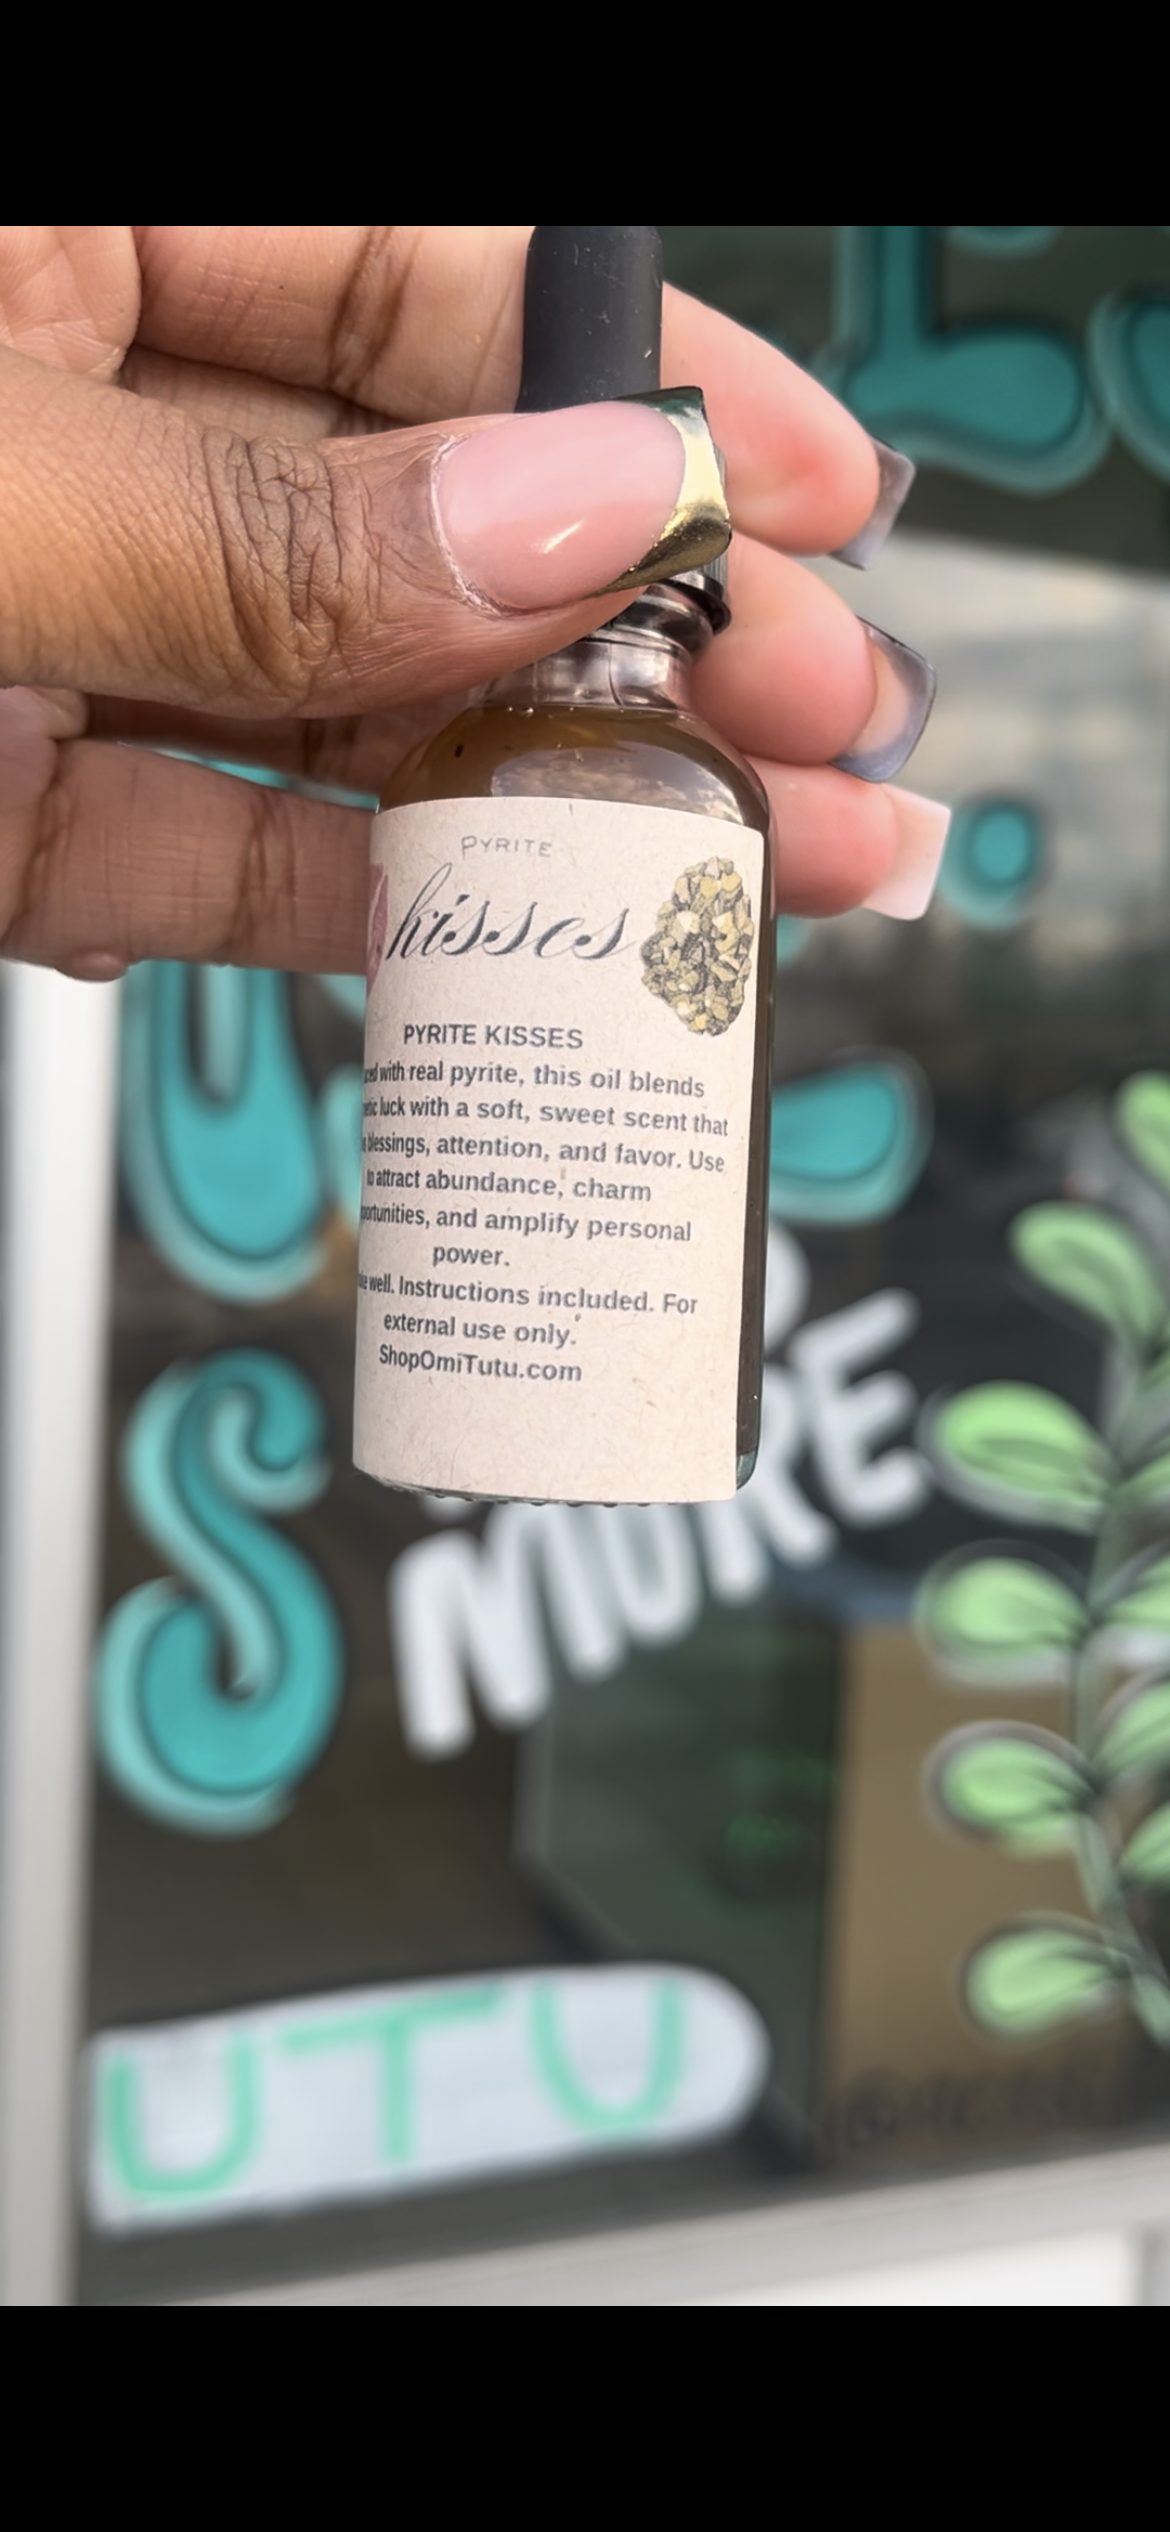 PYRITE
kisses
PYRITE KISSES
with real pyrite, this oil blends
luck with a soft, sweet scent that
blessings, attention, and favor. Use
to attract abundance, charm
and amplify personal
power.
well. Instructions included. For
external use only.
ShopOmiTutu.com
MORE
UTU